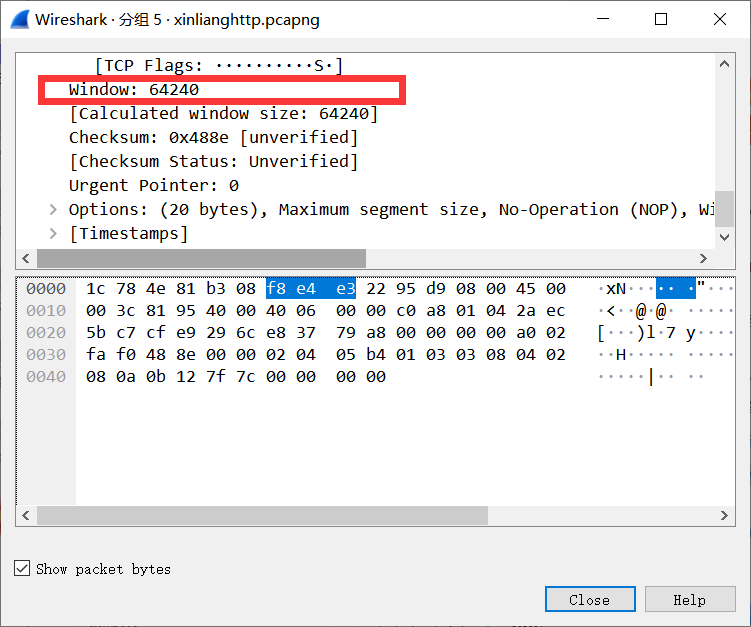 Wireshark · 分组 5 · xinlianghttp.pcapng
[TCP Flags: ··········S·]
Window: 64240
[Calculated window size: 64240]
Checksum: 0x488e [unverified]
[Checksum Status: Unverified]
Urgent Pointer: 0
Options: (20 bytes), Maximum segment size, No-Operation (NOP), Wi
[Timestamps]
0000 1c 78 4e 81 b3 08 f8 e4 e3 22 95 d9 08 00 45 00 ·xN··· ···"····
0010 00 3c 81 95 40 00 40 06 00 00 c0 a8 01 04 2a ec ·<··@·@· ·····
0020 5b c7 cf e9 29 6c e8 37 79 a8 00 00 00 00 a0 02 [···)l·7 y·····
0030 fa f0 48 8e 00 00 02 04 05 b4 01 03 03 08 04 02 ··H····· ·····
0040 08 0a 0b 12 7f 7c 00 00 00 00 ·····|·· ··
Show packet bytes
Close Help